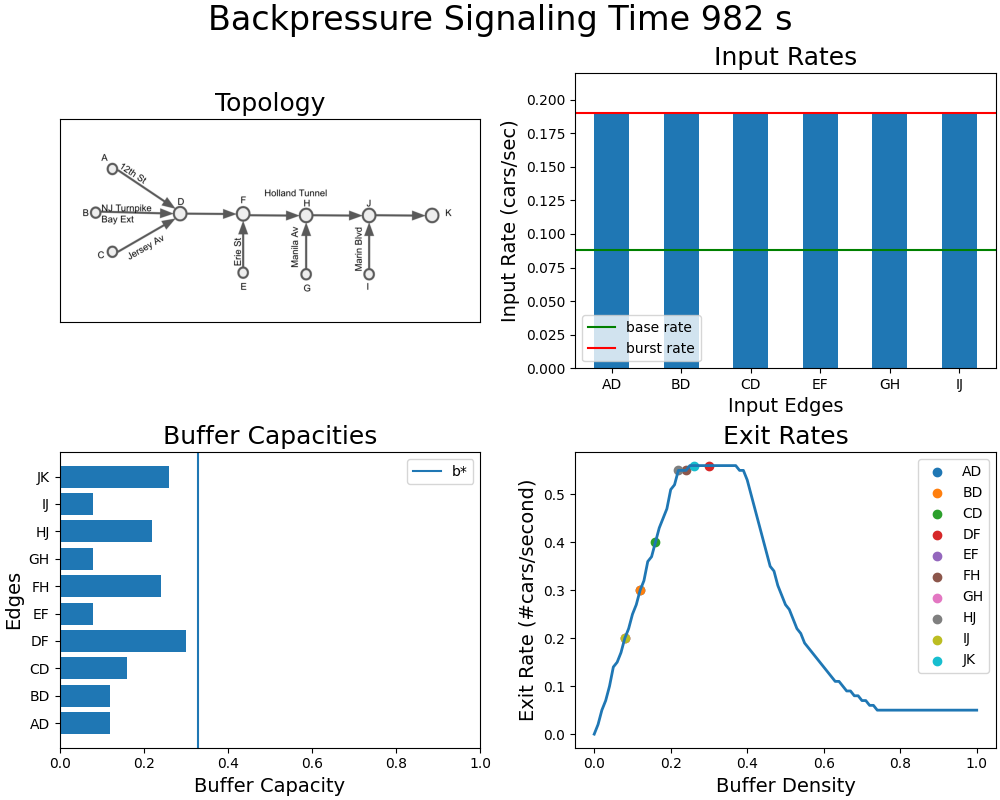 Backpressure Signaling Time 982 s
Topology
A
12th St
B
NJ Turnpike
Bay Ext
C
Jersey Av
D
F
Holland Tunnel
H
J
K
Erie St
Manila Av
Marin Blvd
E
G
I
Input Rates
Input Rate (cars/sec)
0.200
0.175
0.150
0.125
0.100
0.075
0.050
0.025
0.000
base rate
burst rate
AD BD CD EF GH IJ
Input Edges
Buffer Capacities
Edges
JK
IJ
HJ
GH
FH
EF
DF
CD
BD
AD
b*
0.0 0.2 0.4 0.6 0.8 1.0
Buffer Capacity
Exit Rates
Exit Rate (#cars/second)
0.5
0.4
0.3
0.2
0.1
0.0
AD
BD
CD
DF
EF
FH
GH
HJ
IJ
JK
0.0 0.2 0.4 0.6 0.8 1.0
Buffer Density